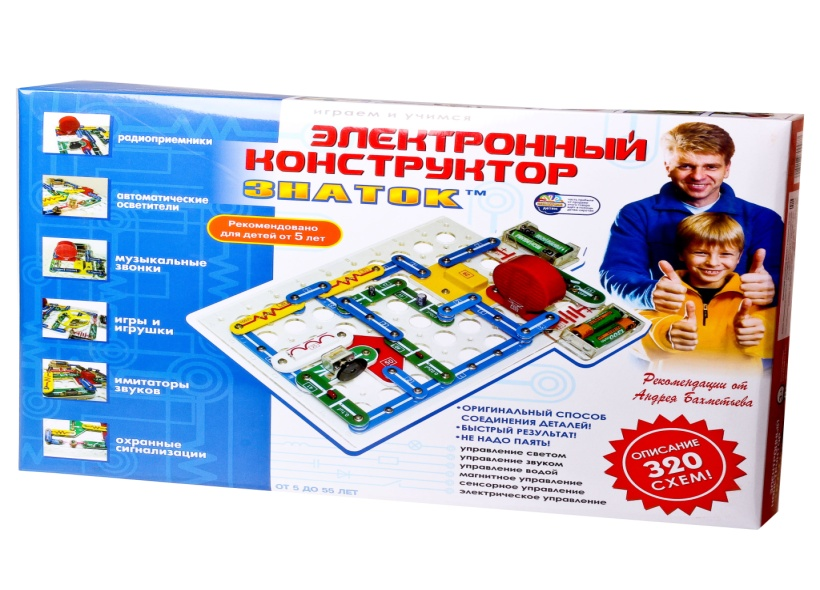 играем и учимся
ЭЛЕКТРОННЫЙ
КОНСТРУКТОР
ЗНАТОК™
Рекомендовано
для детей от 5 лет
радиоприемники
автоматические
осветители
музыкальные
звонки
игры и
игрушки
имитаторы
звуков
охранные
сигнализации
Рекомендации от
Андрея Бахметьева
• ОРИГИНАЛЬНЫЙ СПОСОБ
СОЕДИНЕНИЯ ДЕТАЛЕЙ!
• БЫСТРЫЙ РЕЗУЛЬТАТ!
• НЕ НАДО ПАЯТЬ!
управление светом
управление звуком
управление водой
магнитное управление
сенсорное управление
электрическое управление
ОПИСАНИЕ
320
СХЕМ!
ОТ 5 ДО 95 ЛЕТ